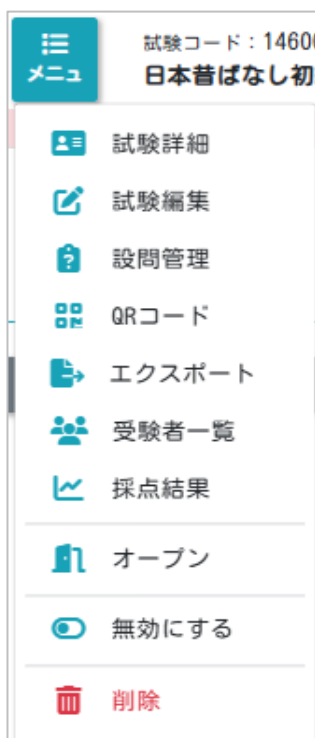 試験コード：14600
メニュ
日本昔ばなし初
試験詳細
試験編集
設問管理
QRコード
エクスポート
受験者一覧
採点結果
オープン
無効にする
削除